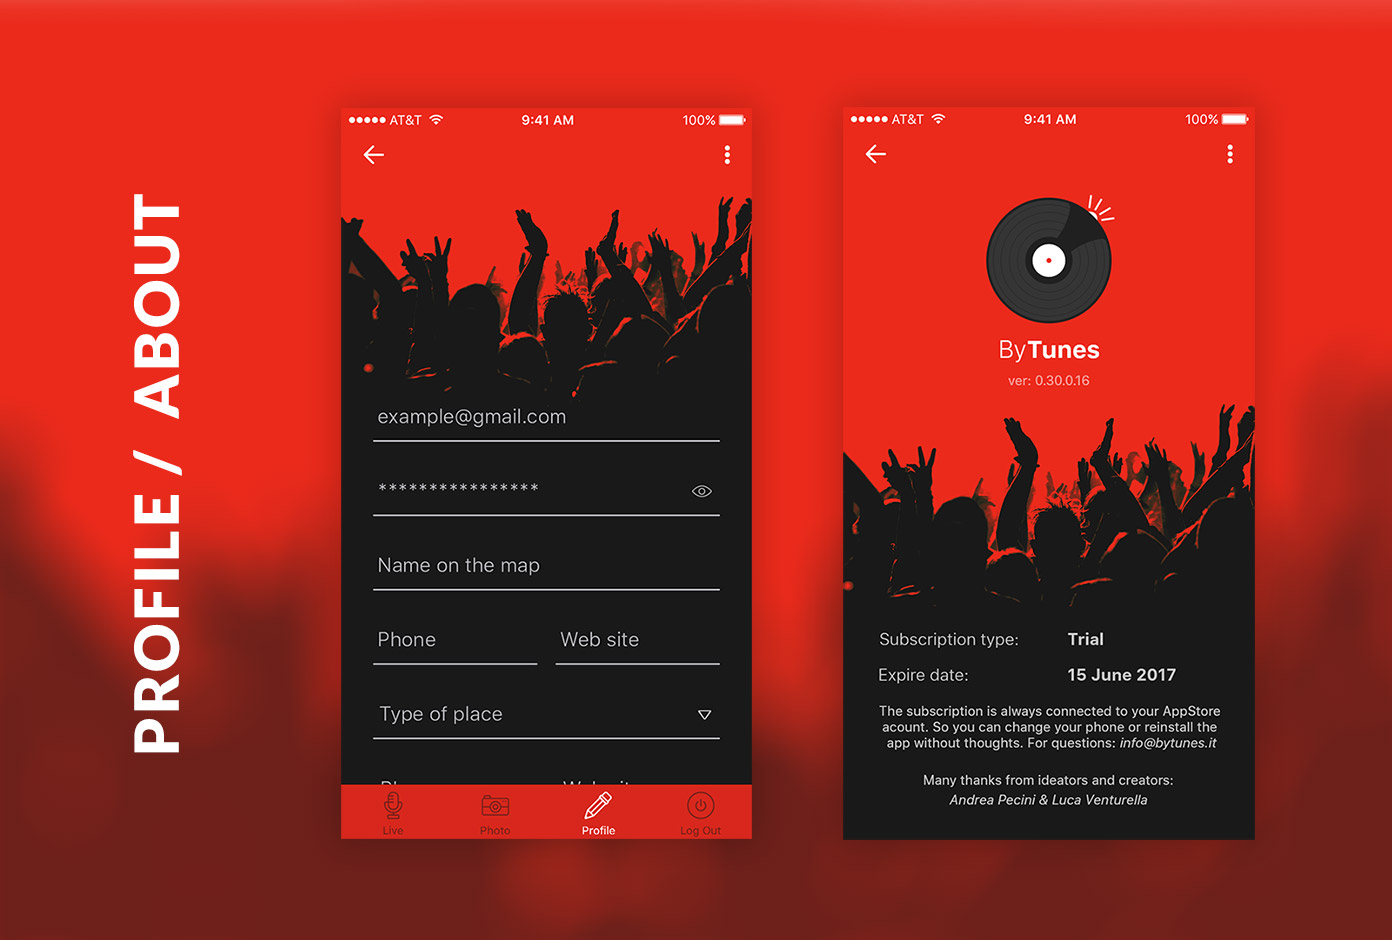 PROFILE / ABOUT
AT&T 9:41 AM 100%
example@gmail.com
****************
Name on the map
Phone Web site
Type of place
Live Photo Profile Log Out
AT&T 9:41 AM 100%
ByTunes
ver: 0.30.0.16
Subscription type: Trial
Expire date: 15 June 2017
The subscription is always connected to your AppStore
acount. So you can change your phone or reinstall the
app without thoughts. For questions: info@bytunes.it
Many thanks from ideators and creators:
Andrea Pecini & Luca Venturella